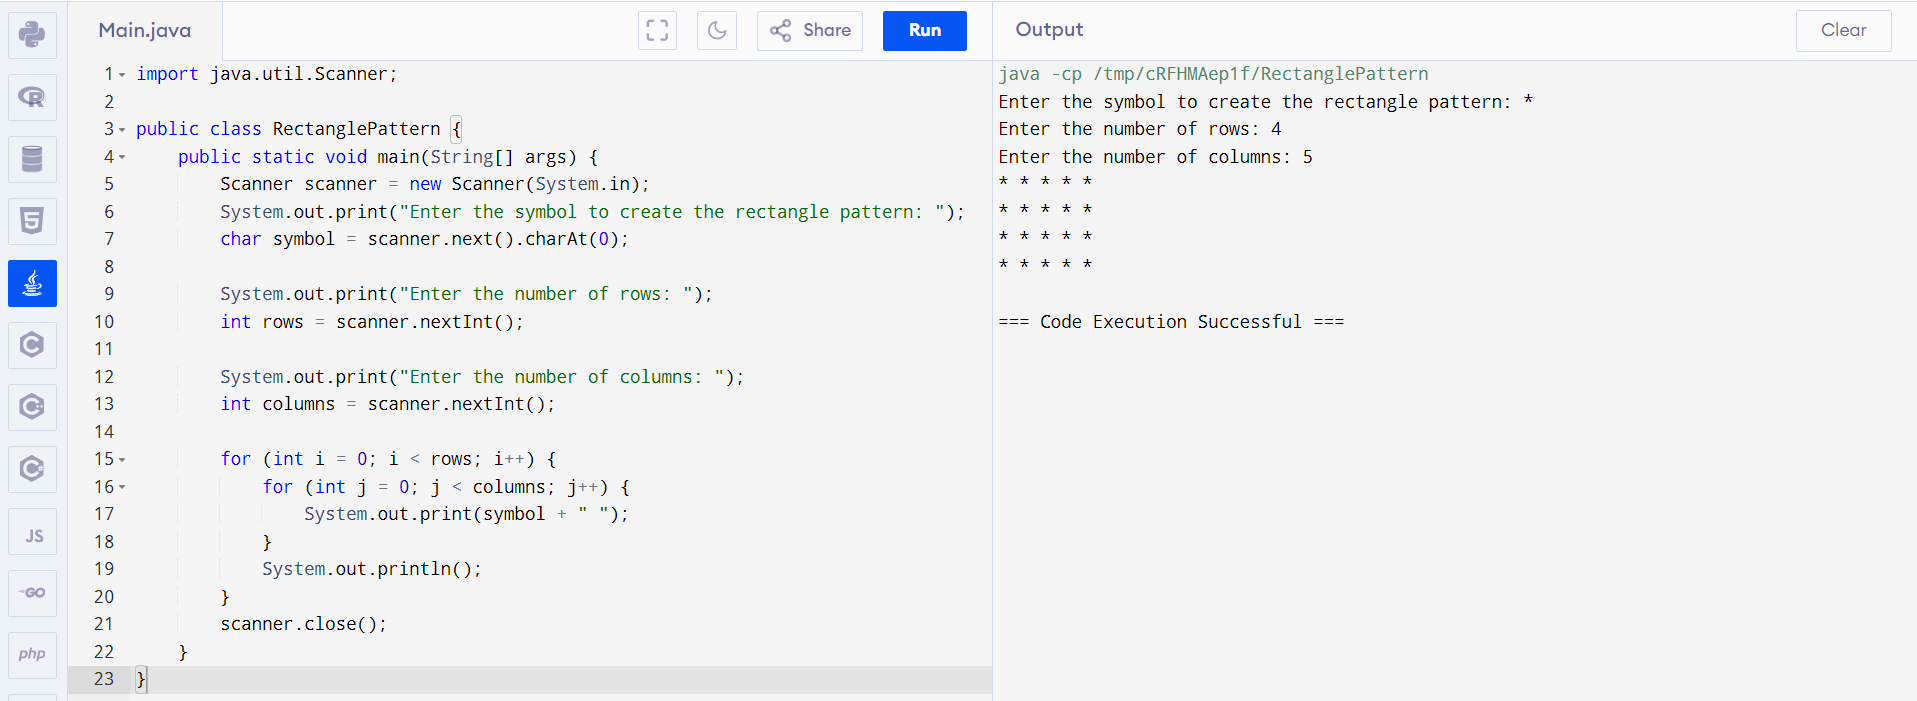 Main.java
Share
Run
1 import java.util.Scanner;
2
3 public class RectanglePattern {
4     public static void main(String[] args) {
5         Scanner scanner = new Scanner(System.in);
6         System.out.print("Enter the symbol to create the rectangle pattern: ");
7         char symbol = scanner.next().charAt(0);
8
9         System.out.print("Enter the number of rows: ");
10         int rows = scanner.nextInt();
11
12         System.out.print("Enter the number of columns: ");
13         int columns = scanner.nextInt();
14
15         for (int i = 0; i < rows; i++) {
16             for (int j = 0; j < columns; j++) {
17                 System.out.print(symbol + " ");
18             }
19             System.out.println();
20         }
21         scanner.close();
22     }
23 }
Output
Clear
java -cp /tmp/cRFHMAep1f/RectanglePattern
Enter the symbol to create the rectangle pattern: *
Enter the number of rows: 4
Enter the number of columns: 5
* * * * *
* * * * *
* * * * *
* * * * *
=== Code Execution Successful ===
R
5
C
C++
C#
JS
GO
php